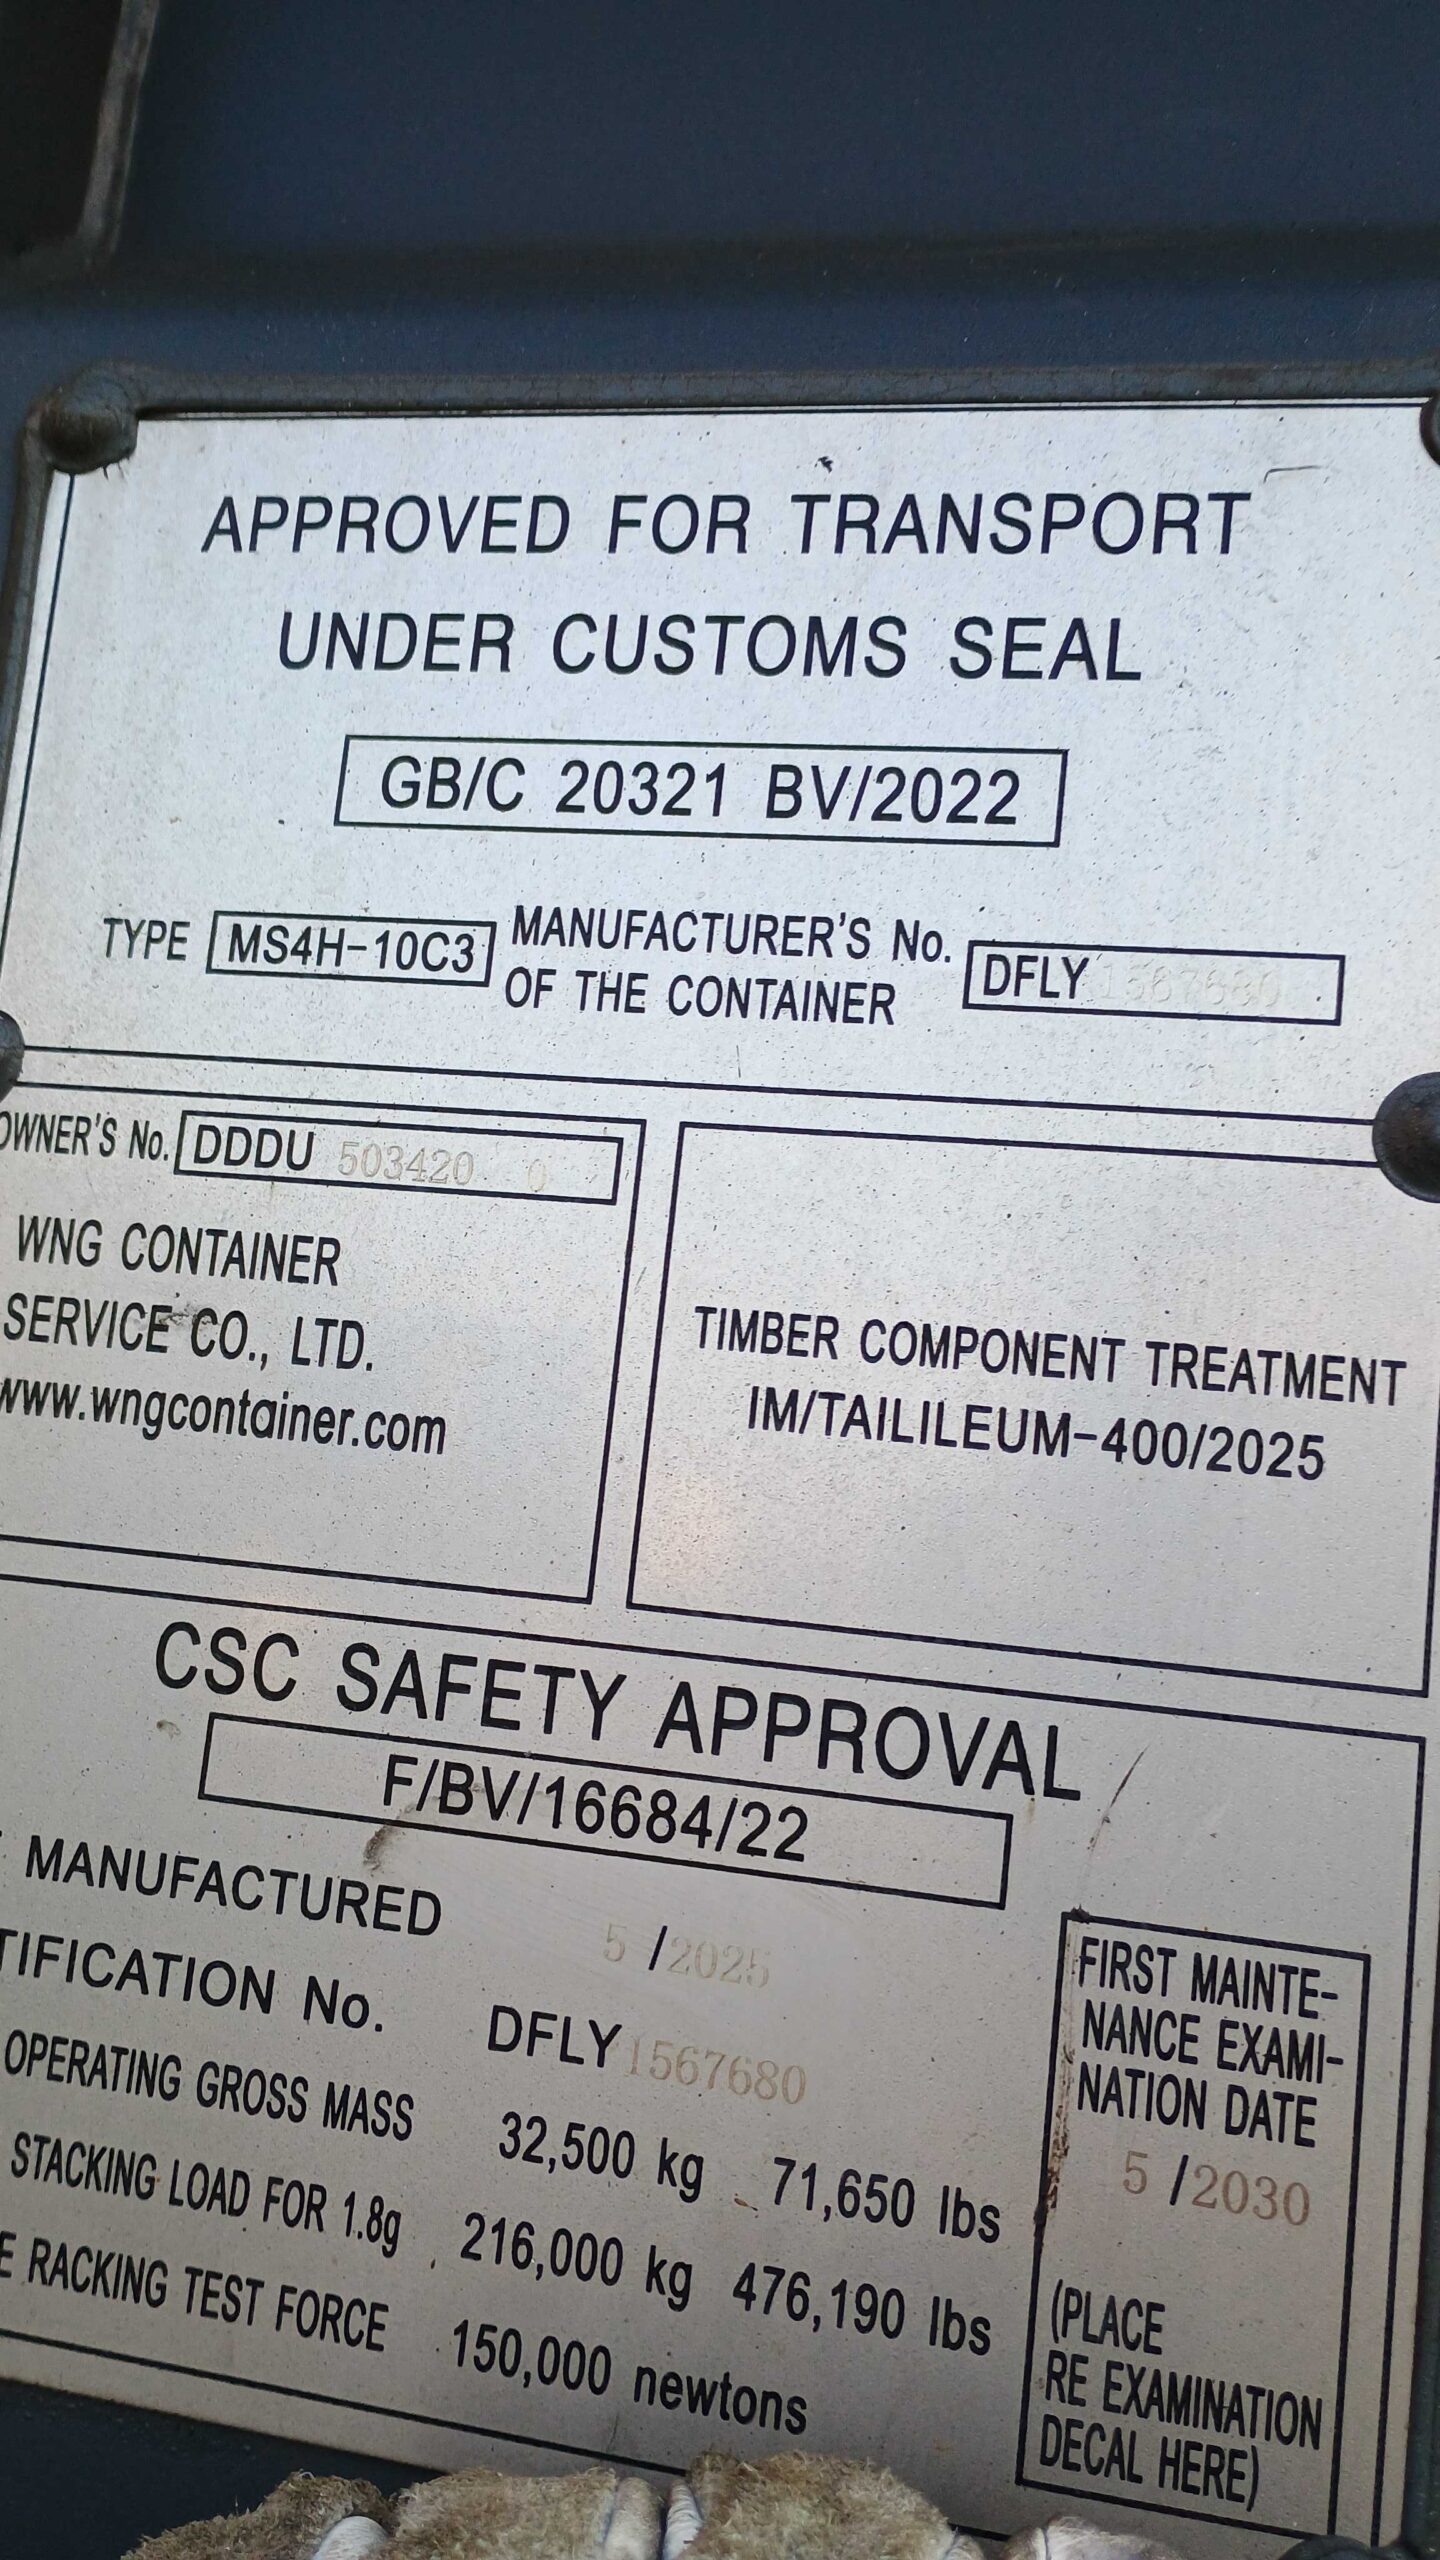 APPROVED FOR TRANSPORT
UNDER CUSTOMS SEAL
GB/C 20321 BV/2022
TYPE MS4H-10C3 MANUFACTURER'S No. OF THE CONTAINER DFLY 1567680
OWNER'S No. DDDU 503420 0
WNG CONTAINER
SERVICE CO., LTD.
www.wngcontainer.com
TIMBER COMPONENT TREATMENT
IM/TAILILEUM-400/2025
CSC SAFETY APPROVAL
F/BV/16684/22
MANUFACTURED 5 /2025
TIFICATION No. DFLY 1567680
OPERATING GROSS MASS 32,500 kg 71,650 lbs
STACKING LOAD FOR 1.8g 216,000 kg 476,190 lbs
E RACKING TEST FORCE 150,000 newtons
FIRST MAINTE-
NANCE EXAMI-
NATION DATE
5 /2030
(PLACE
RE EXAMINATION
DECAL HERE)